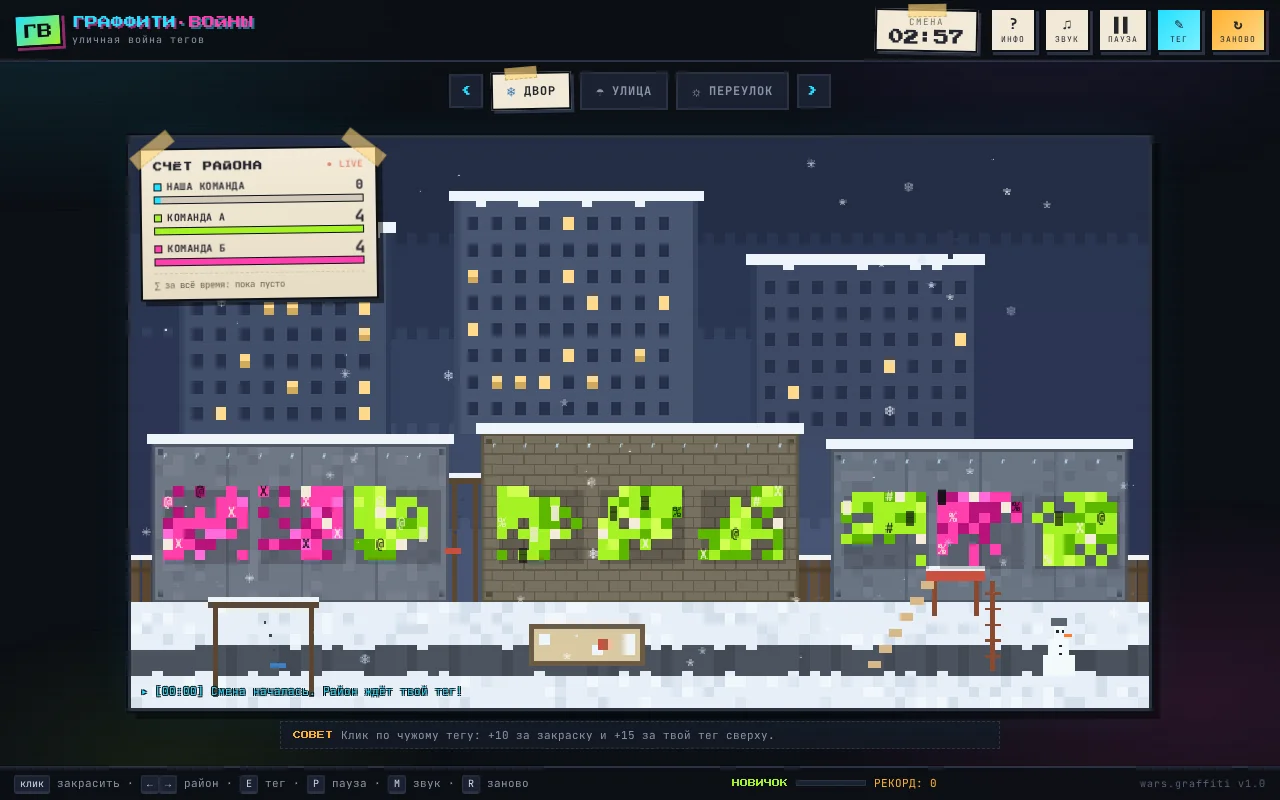 ГВ
ГРАФФИТИ·ВОЙНЫ
уличная война тегов
СМЕНА
02:57
?
ИНФО
ЗВУК
ПАУЗА
ТЕГ
ЗАНОВО
ДВОР
УЛИЦА
ПЕРЕУЛОК
СЧЁТ РАЙОНА
• LIVE
НАША КОМАНДА 0
КОМАНДА А 4
КОМАНДА Б 4
∑ за всё время: пока пусто
▸ [00:00] Смена началась. Район ждёт твой тег!
СОВЕТ Клик по чужому тегу: +10 за закраску и +15 за твой тег сверху.
клик закрасить · ← → район · E тег · P пауза · M звук · R заново
НОВИЧОК РЕКОРД: 0
wars.graffiti v1.0